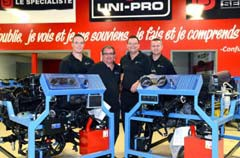 LE SPÉCIALISTE
UNI-PRO
oublie, je vois et je me souviens, je fais et je comprends
-Confu